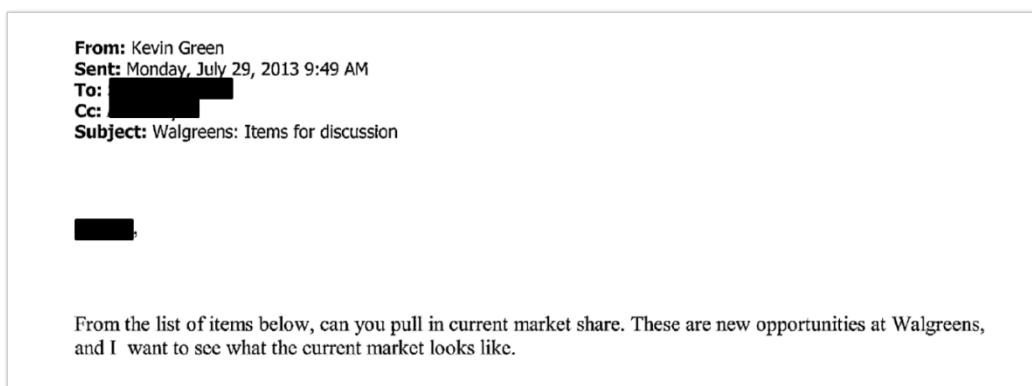 From: Kevin Green
Sent: Monday, July 29, 2013 9:49 AM
To:
Cc:
Subject: Walgreens: Items for discussion
,
From the list of items below, can you pull in current market share. These are new opportunities at Walgreens,
and I want to see what the current market looks like.